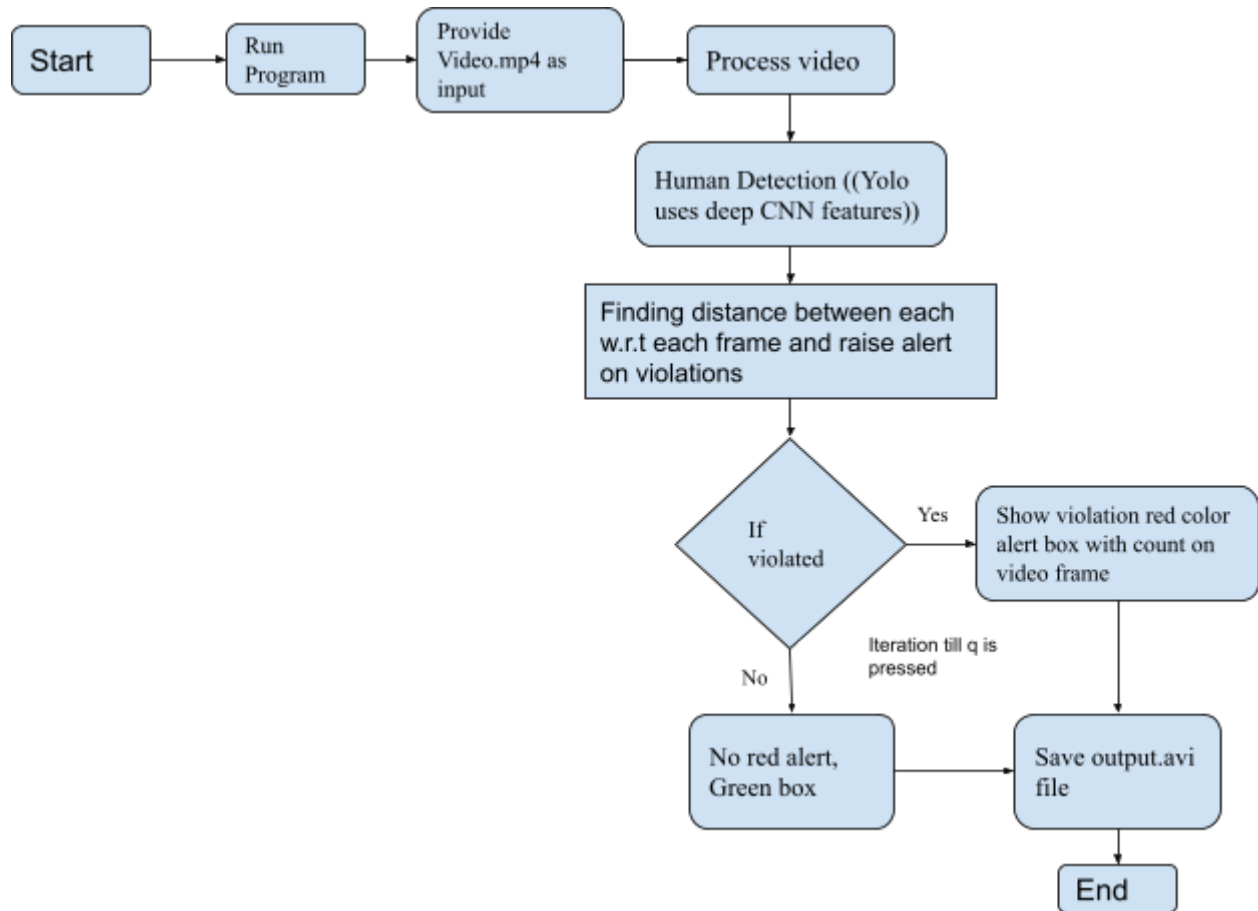 Start
Run
Program
Provide
Video.mp4 as
input
Process video
Human Detection ((Yolo
uses deep CNN features))
Finding distance between each
w.r.t each frame and raise alert
on violations
If
violated
Yes
Show violation red color
alert box with count on
video frame
Iteration till q is
pressed
No
No red alert,
Green box
Save output.avi
file
End